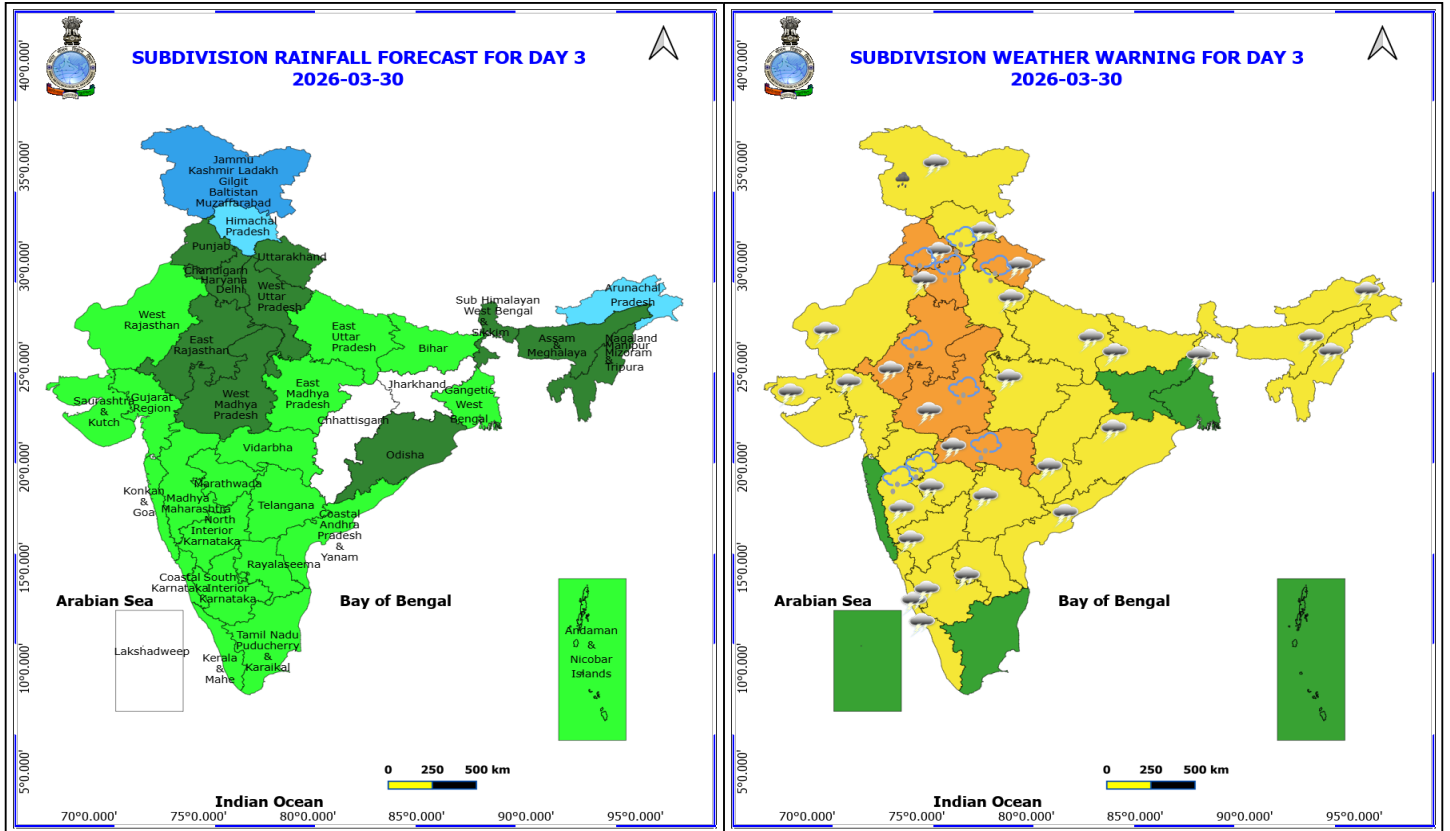 SUBDIVISION RAINFALL FORECAST FOR DAY 3
2026-03-30
40°0.000'
35°0.000'
30°0.000'
25°0.000'
20°0.000'
15°0.000'
10°0.000'
5°0.000'
Jammu
Kashmir Ladakh
Gilgit
Baltistan
Muzaffarabad
Himachal
Pradesh
Punjab
Uttarakhand
Chandigarh
Haryana
Delhi
West
Uttar
Pradesh
West
Rajasthan
East
Rajasthan
East
Uttar
Pradesh
Bihar
Sub Himalayan
West Bengal
&
Sikkim
Arunachal
Pradesh
Assam
&
Meghalaya
Nagaland
Manipur
Mizoram
&
Tripura
Saurashtra
&
Kutch
Gujarat
Region
West
Madhya
Pradesh
East
Madhya
Pradesh
Jharkhand
Gangetic
West
Bengal
Chhattisgarh
Odisha
Vidarbha
Konkan
&
Goa
Madhya
Maharashtra
Marathwada
Telangana
North
Interior
Karnataka
Coastal
Andhra
Pradesh
&
Yanam
Rayalaseema
Coastal
Karnataka
South
Interior
Karnataka
Tamil Nadu
Puducherry
&
Karaikal
Kerala
&
Mahe
Arabian Sea
Bay of Bengal
Lakshadweep
Andaman
&
Nicobar
Islands
0 250 500 km
Indian Ocean
70°0.000' 75°0.000' 80°0.000' 85°0.000' 90°0.000' 95°0.000'
SUBDIVISION WEATHER WARNING FOR DAY 3
2026-03-30
40°0.000'
35°0.000'
30°0.000'
25°0.000'
20°0.000'
15°0.000'
10°0.000'
5°0.000'
Arabian Sea
Bay of Bengal
0 250 500 km
Indian Ocean
70°0.000' 75°0.000' 80°0.000' 85°0.000' 90°0.000' 95°0.000'